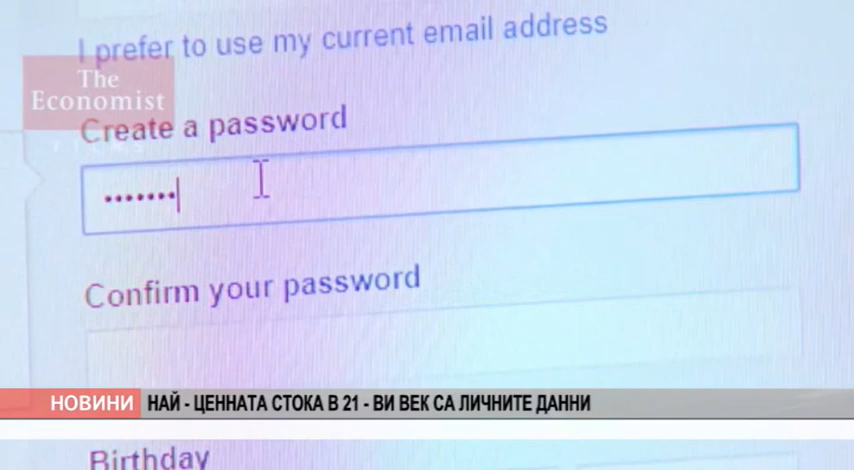 I prefer to use my current email address
The
Economist
FILMS
Create a password
•••••••
Confirm your password
НОВИНИ НАЙ - ЦЕННАТА СТОКА В 21 - ВИ ВЕК СА ЛИЧНИТЕ ДАННИ
Birthday